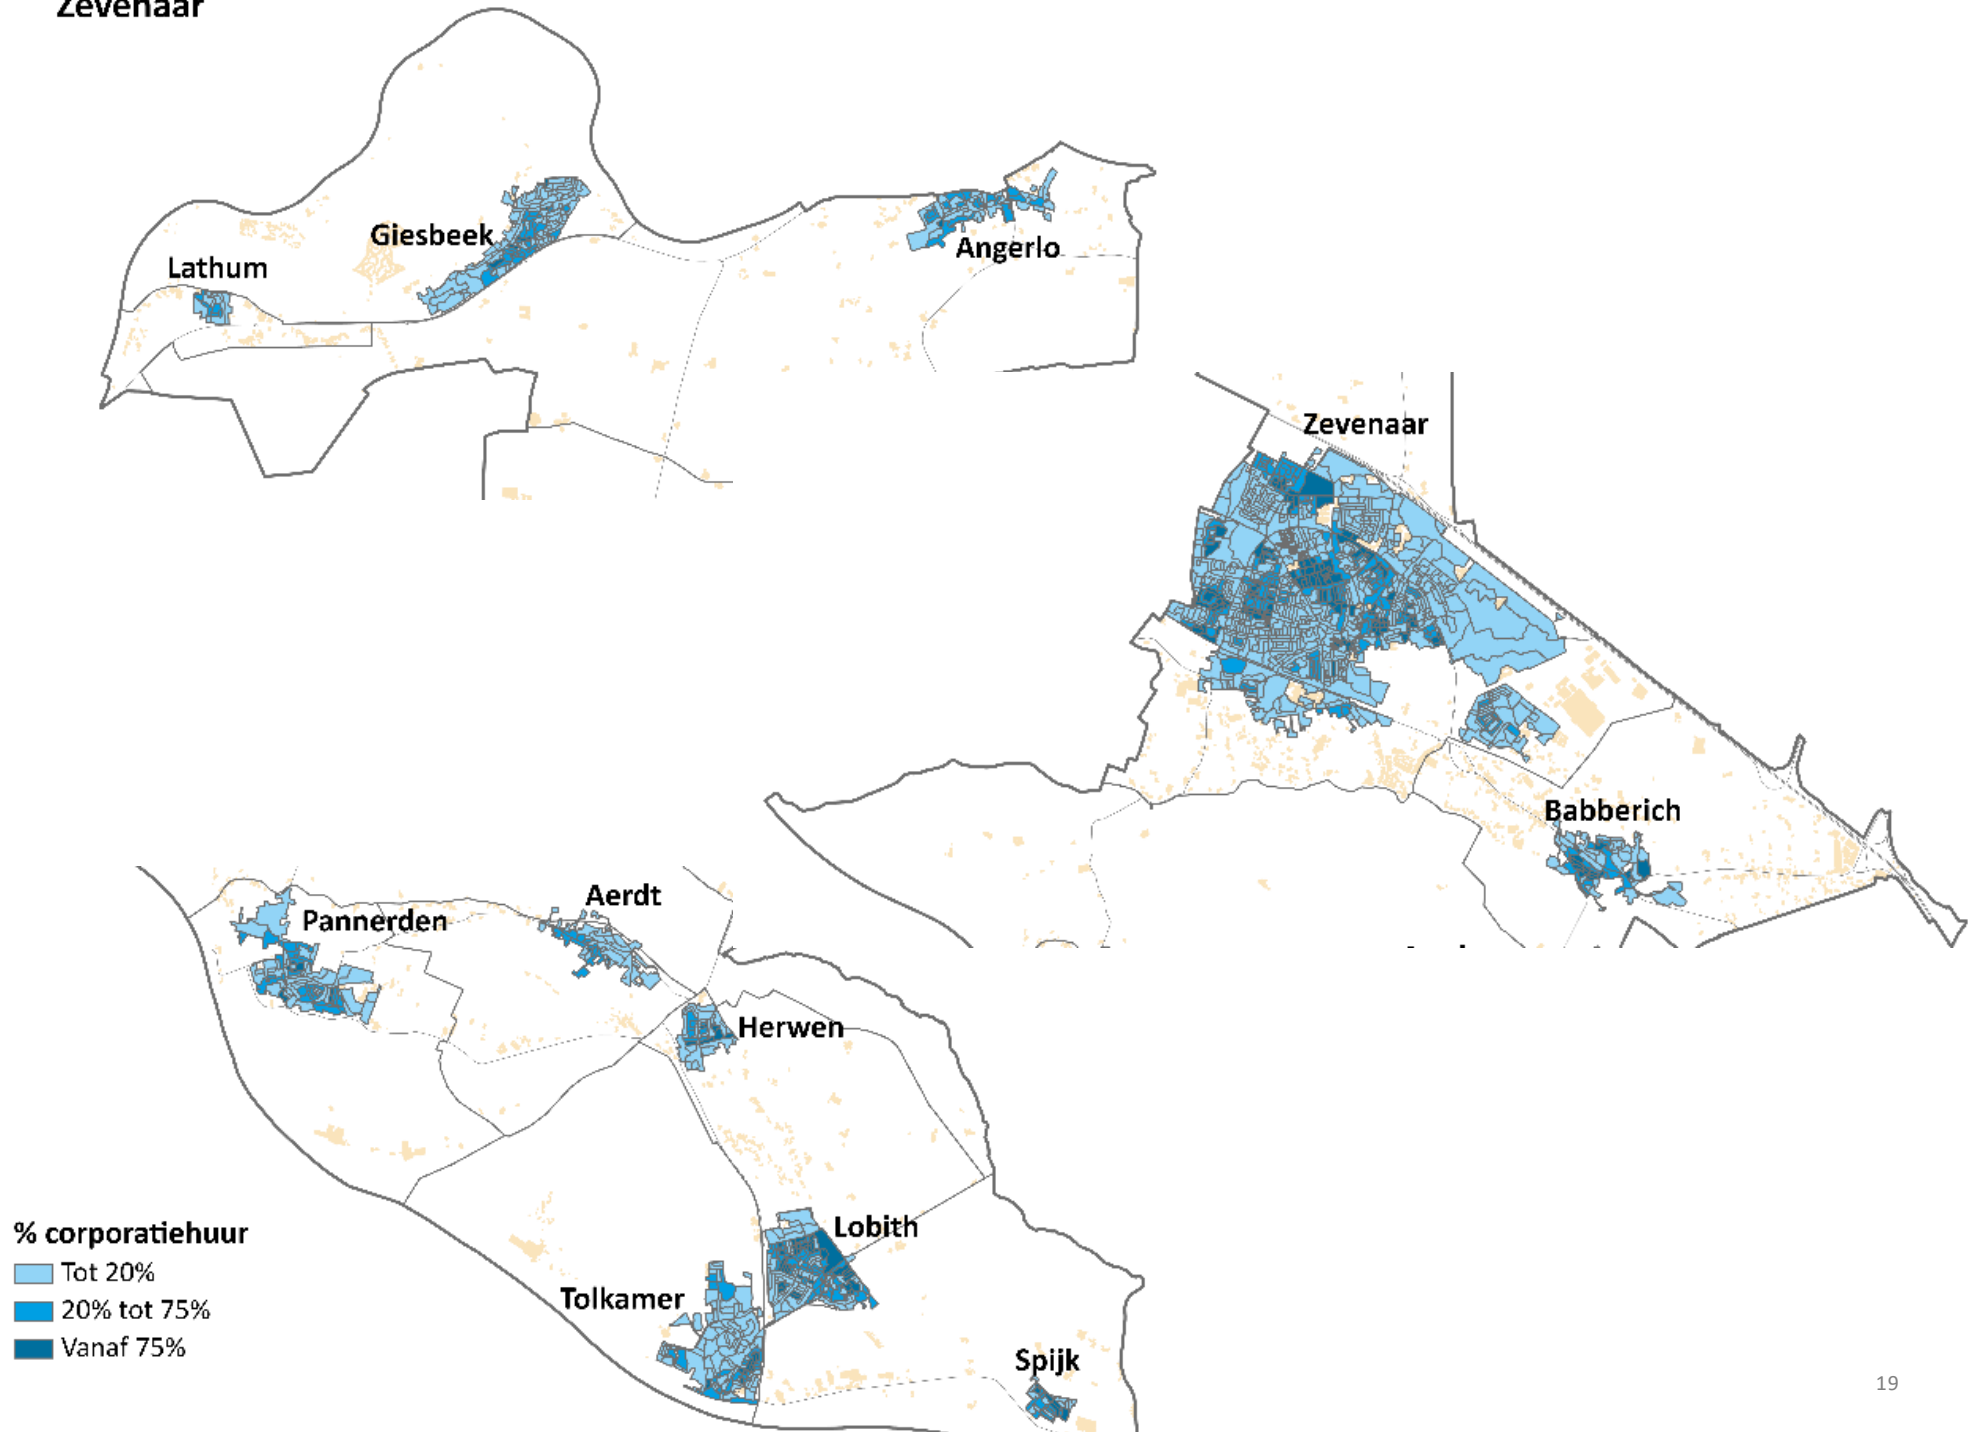 Zevenaar
Giesbeek
Lathum
Angerlo
Zevenaar
Babberich
Aerdt
Pannerden
Herwen
Lobith
Tolkamer
Spijk
% corporatiehuur
Tot 20%
20% tot 75%
Vanaf 75%
19